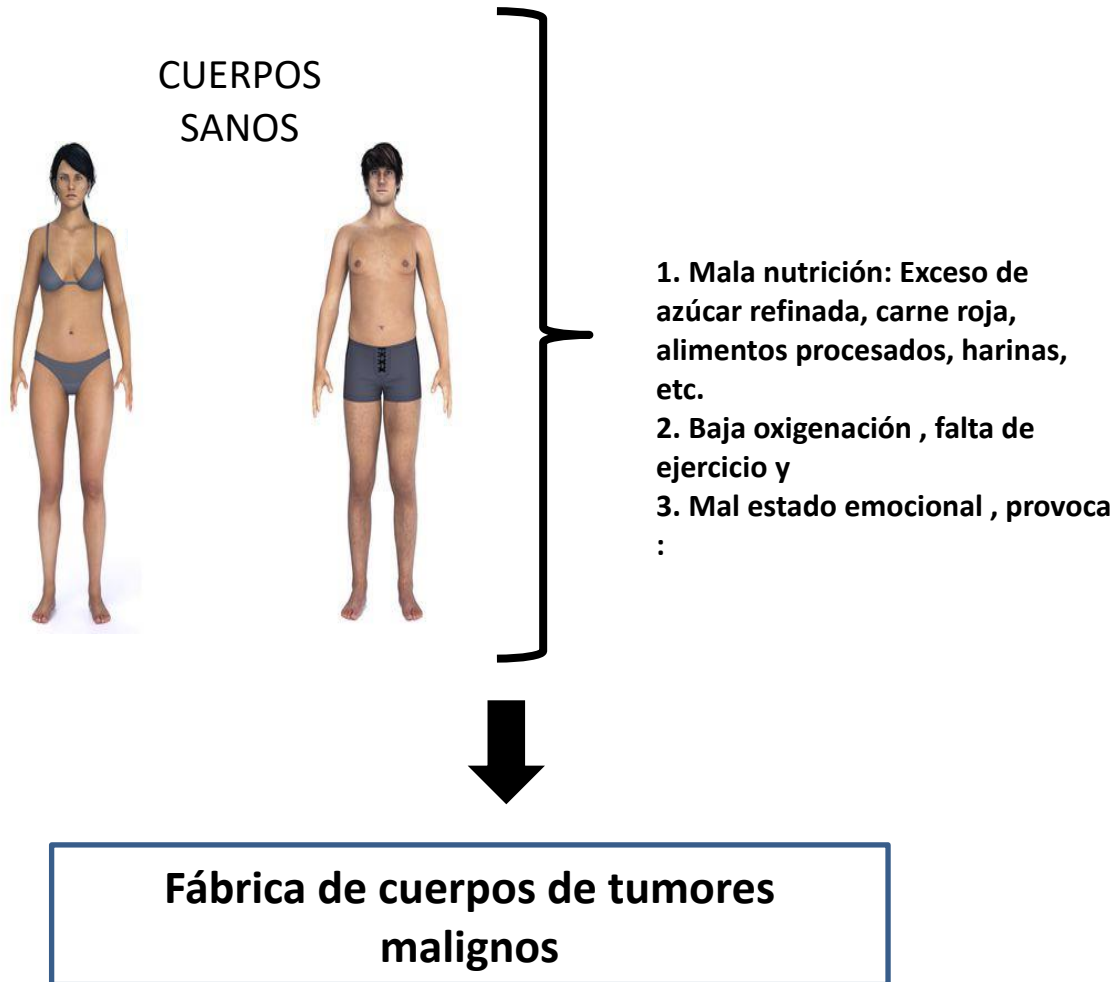 CUERPOS
SANOS
1. Mala nutrición: Exceso de
azúcar refinada, carne roja,
alimentos procesados, harinas,
etc.
2. Baja oxigenación , falta de
ejercicio y
3. Mal estado emocional , provoca
:
Fábrica de cuerpos de tumores
malignos